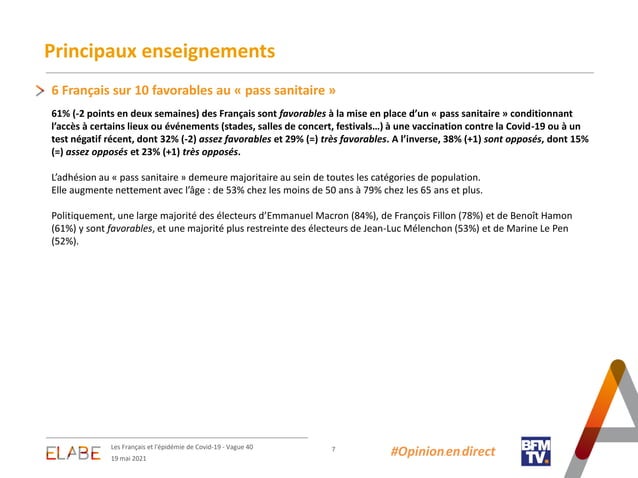 Principaux enseignements
6 Français sur 10 favorables au « pass sanitaire »
61% (-2 points en deux semaines) des Français sont favorables à la mise en place d’un « pass sanitaire » conditionnant
l’accès à certains lieux ou événements (stades, salles de concert, festivals…) à une vaccination contre la Covid-19 ou à un
test négatif récent, dont 32% (-2) assez favorables et 29% (=) très favorables. A l’inverse, 38% (+1) sont opposés, dont 15%
(=) assez opposés et 23% (+1) très opposés.
L’adhésion au « pass sanitaire » demeure majoritaire au sein de toutes les catégories de population.
Elle augmente nettement avec l’âge : de 53% chez les moins de 50 ans à 79% chez les 65 ans et plus.
Politiquement, une large majorité des électeurs d’Emmanuel Macron (84%), de François Fillon (78%) et de Benoît Hamon
(61%) y sont favorables, et une majorité plus restreinte des électeurs de Jean-Luc Mélenchon (53%) et de Marine Le Pen
(52%).
ELABE
Les Français et l'épidémie de Covid-19 - Vague 40
19 mai 2021
7
#Opinionendirect
BFM
TV.